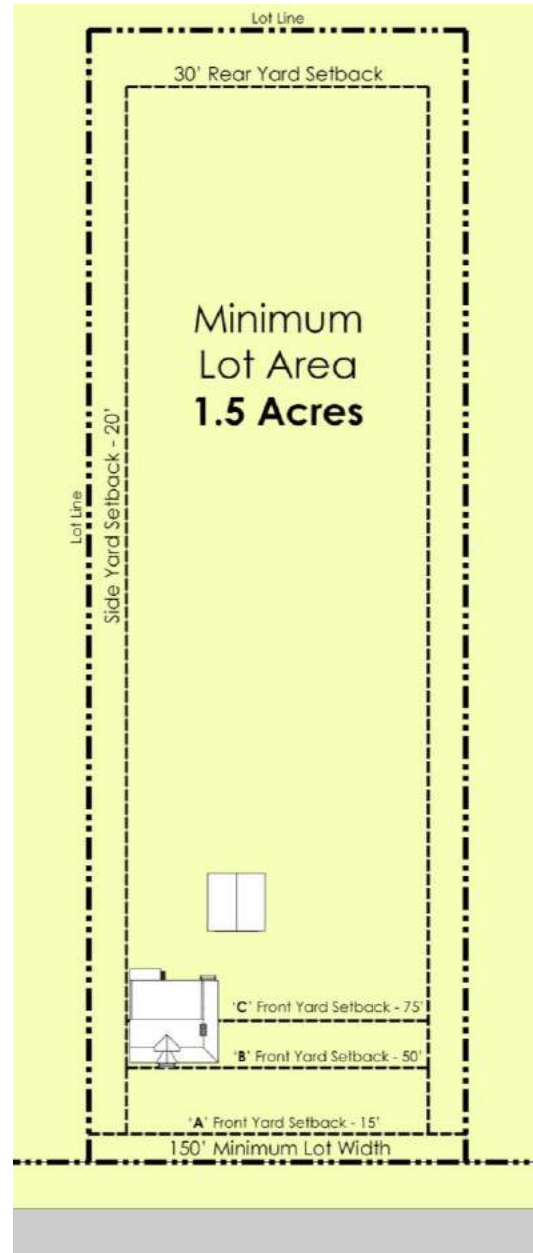 Lot Line
30’ Rear Yard Setback
Minimum
Lot Area
1.5 Acres
Side Yard Setback - 20’
Lot Line
‘C’ Front Yard Setback - 75’
‘B’ Front Yard Setback - 50’
‘A’ Front Yard Setback - 15’
150’ Minimum Lot Width